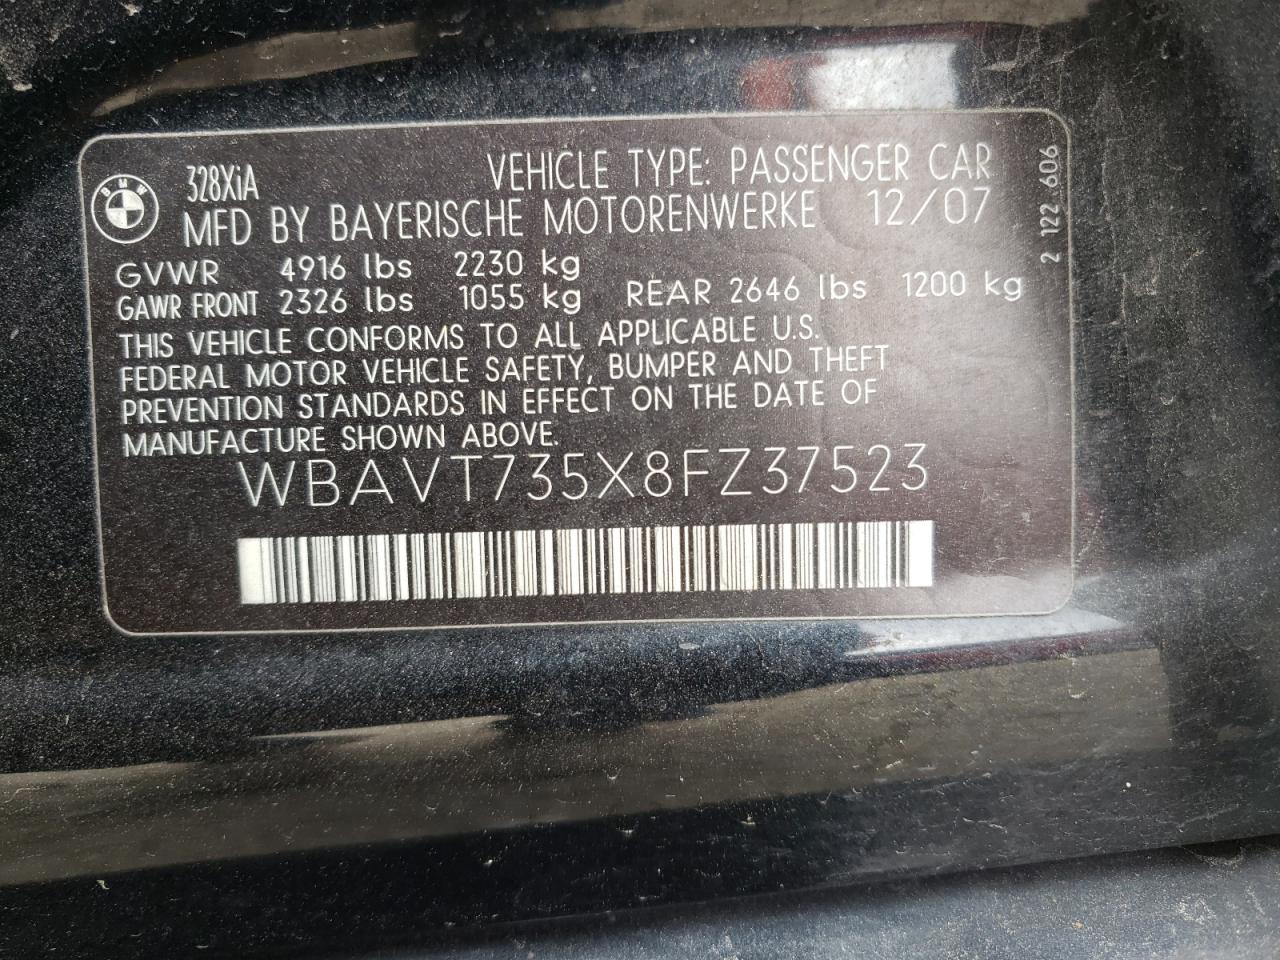 BMW
328XiA
VEHICLE TYPE: PASSENGER CAR
MFD BY BAYERISCHE MOTORENWERKE 12/07
GVWR 4916 lbs 2230 kg
GAWR FRONT 2326 lbs 1055 kg REAR 2646 lbs 1200 kg
THIS VEHICLE CONFORMS TO ALL APPLICABLE U.S.
FEDERAL MOTOR VEHICLE SAFETY, BUMPER AND THEFT
PREVENTION STANDARDS IN EFFECT ON THE DATE OF
MANUFACTURE SHOWN ABOVE.
WBAVT735X8FZ37523
2 122 606